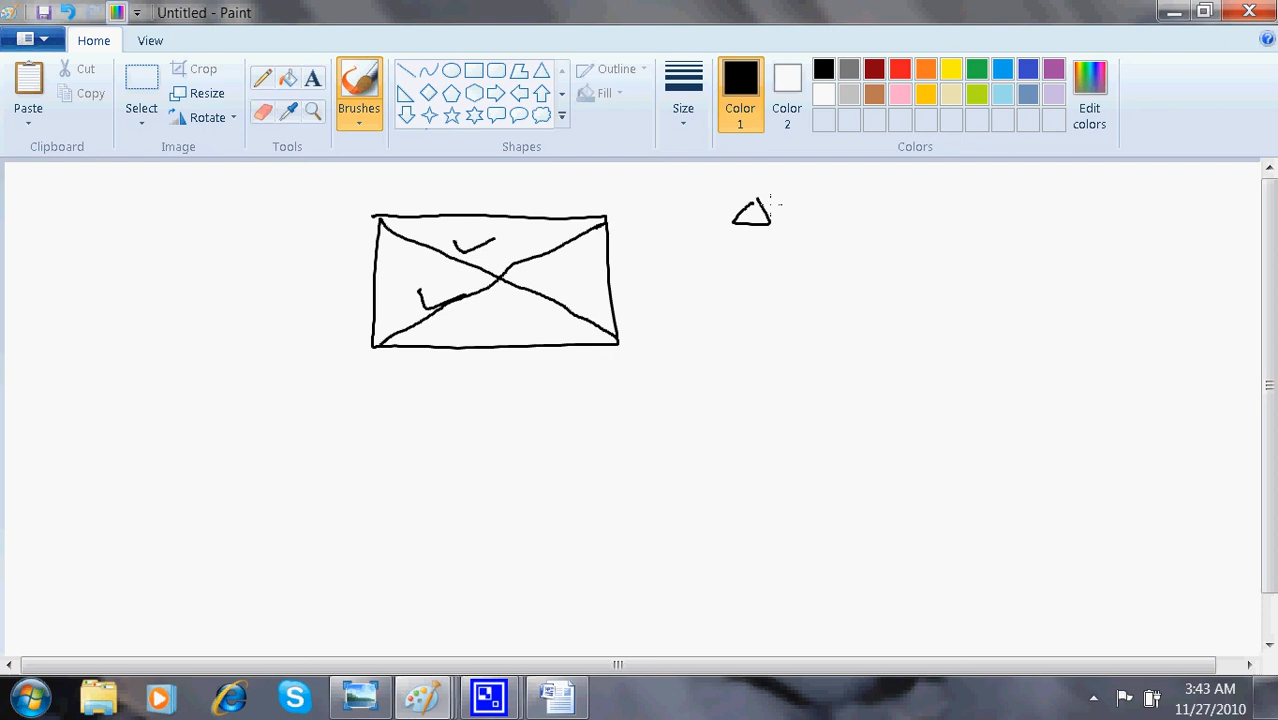 Untitled - Paint
Home View
Paste
Cut
Copy
Clipboard
Select
Crop
Resize
Rotate
Image
A
Tools
Brushes
Outline
Fill
Shapes
Size
Color 1
Color 2
Edit colors
Colors
3:43 AM
11/27/2010